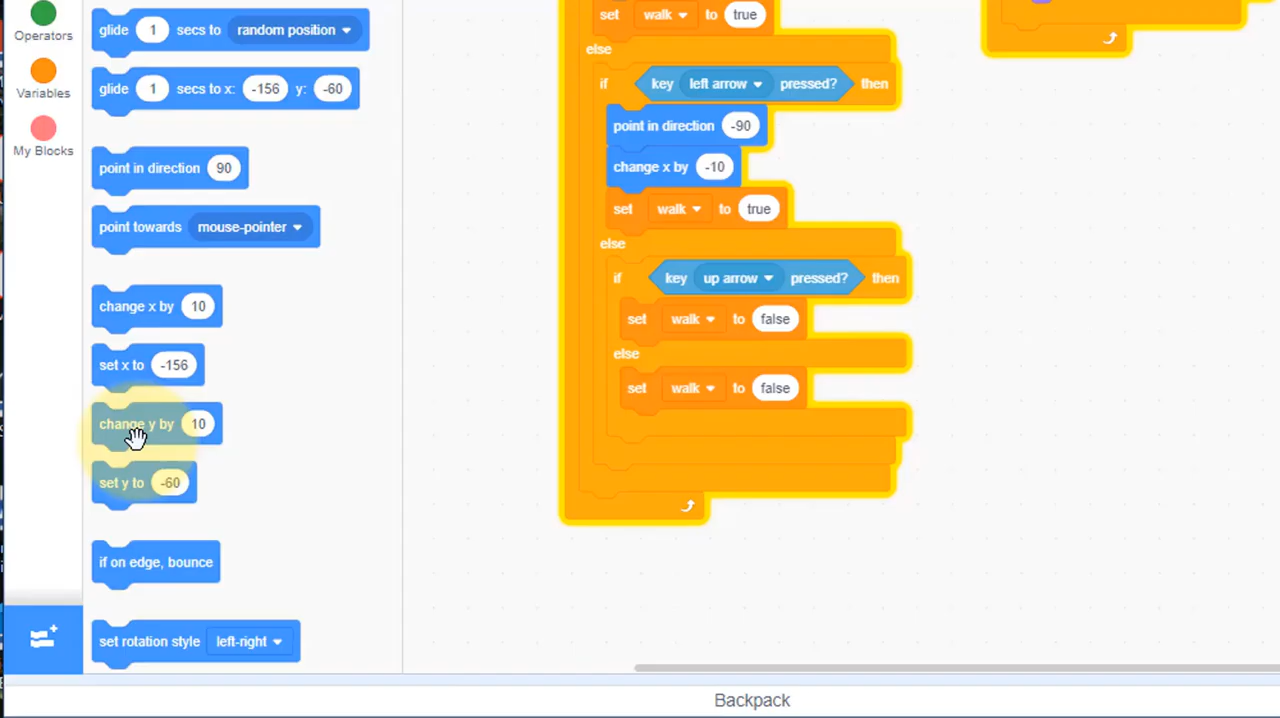 Operators
Variables
My Blocks
glide 1 secs to random position
glide 1 secs to x: -156 y: -60
point in direction 90
point towards mouse-pointer
change x by 10
set x to -156
change y by 10
set y to -60
if on edge, bounce
set rotation style left-right
set walk to true
else
if key left arrow pressed? then
point in direction -90
change x by -10
set walk to true
else
if key up arrow pressed? then
set walk to false
else
set walk to false
Backpack